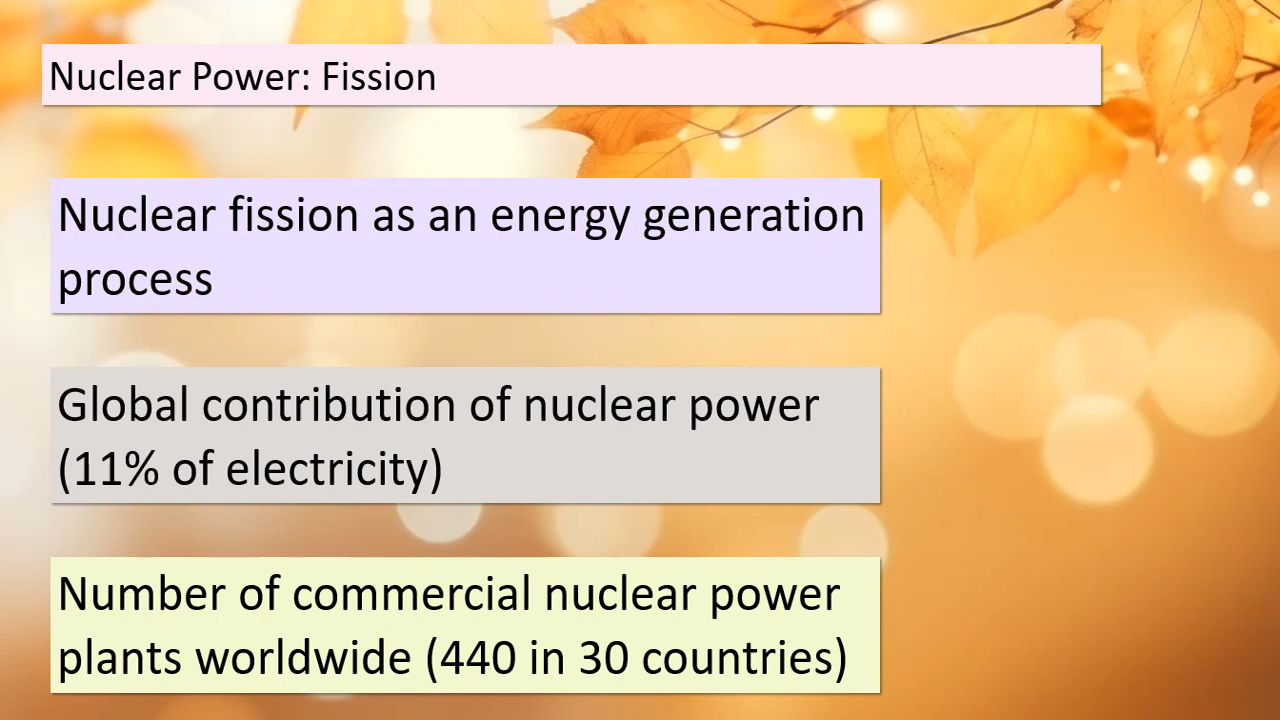 Nuclear Power: Fission
Nuclear fission as an energy generation
process
Global contribution of nuclear power
(11% of electricity)
Number of commercial nuclear power
plants worldwide (440 in 30 countries)